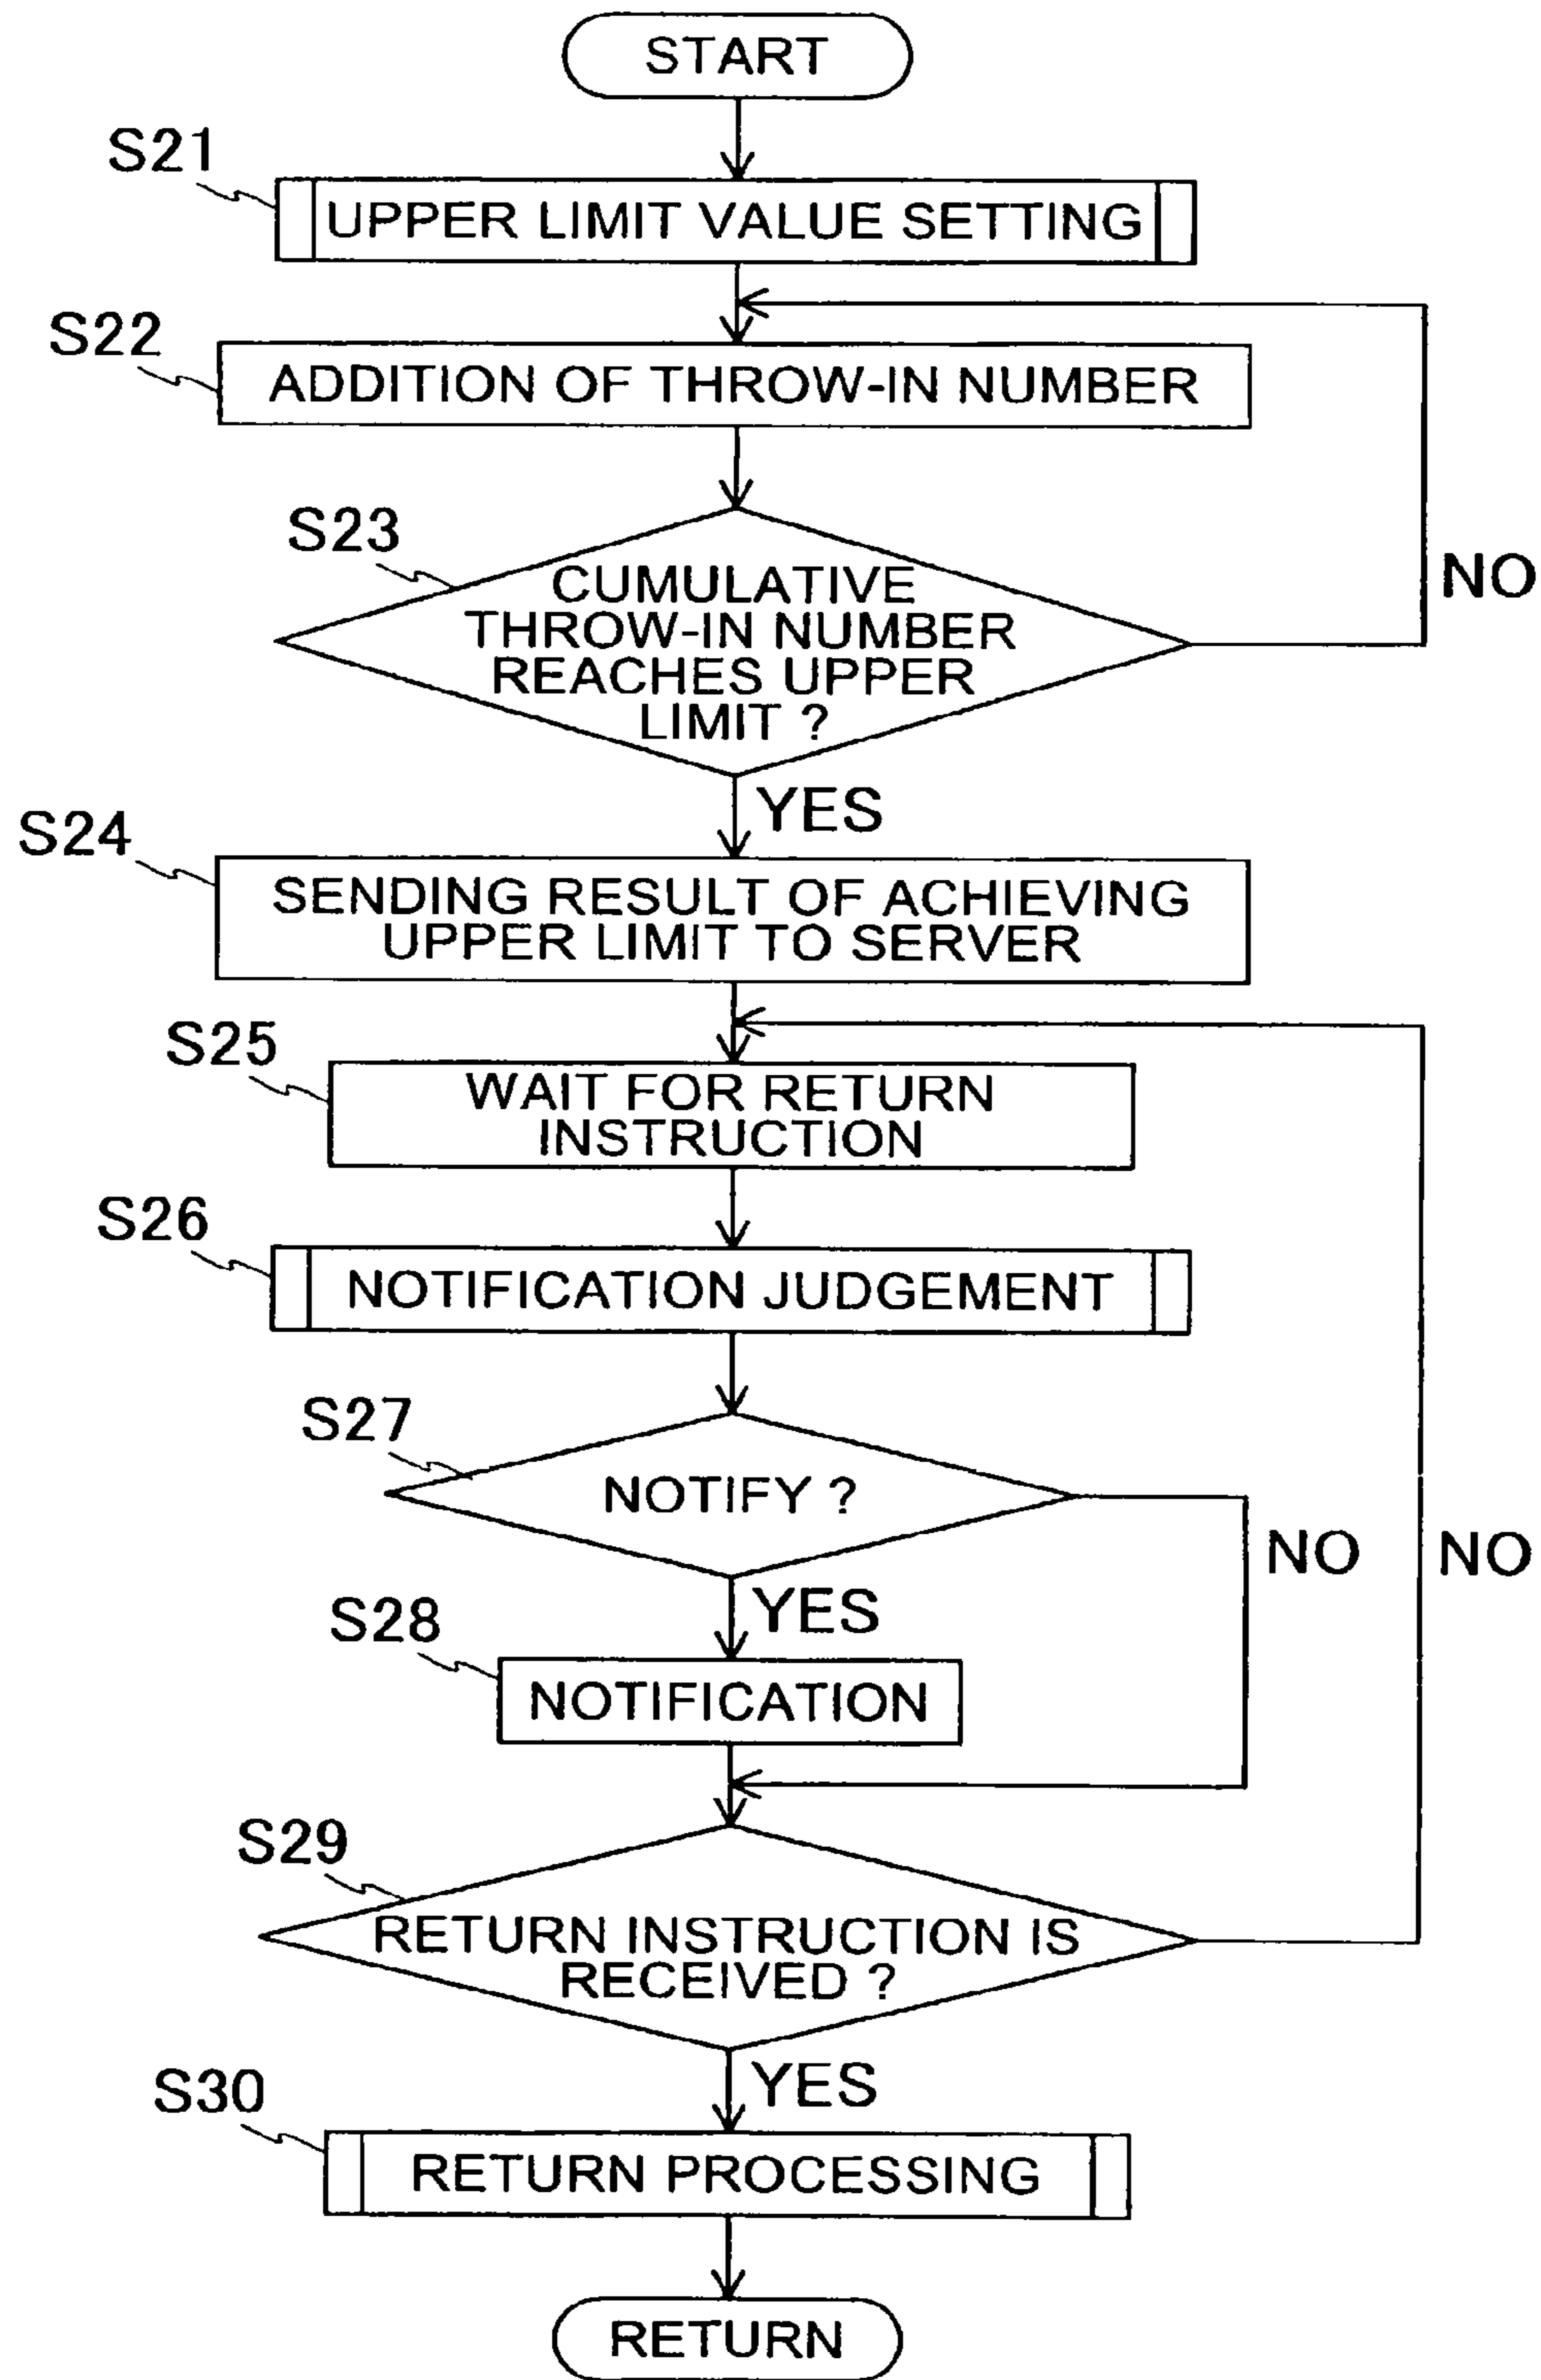 START
S21
UPPER LIMIT VALUE SETTING
S22
ADDITION OF THROW-IN NUMBER
S23
CUMULATIVE
THROW-IN NUMBER
REACHES UPPER
LIMIT ?
NO
YES
S24
SENDING RESULT OF ACHIEVING
UPPER LIMIT TO SERVER
S25
WAIT FOR RETURN
INSTRUCTION
S26
NOTIFICATION JUDGEMENT
S27
NOTIFY ?
NO
NO
YES
S28
NOTIFICATION
S29
RETURN INSTRUCTION IS
RECEIVED ?
YES
S30
RETURN PROCESSING
RETURN